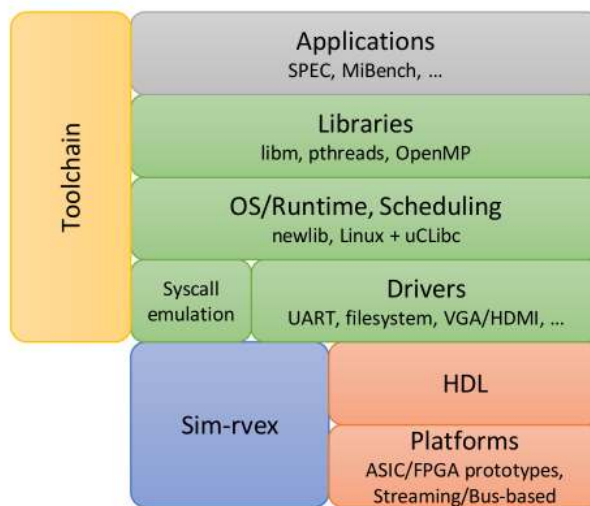 Toolchain
Applications
SPEC, MiBench, ...
Libraries
libm, pthreads, OpenMP
OS/Runtime, Scheduling
newlib, Linux + uCLibc
Syscall
emulation
Drivers
UART, filesystem, VGA/HDMI, ...
Sim-rvex
HDL
Platforms
ASIC/FPGA prototypes,
Streaming/Bus-based